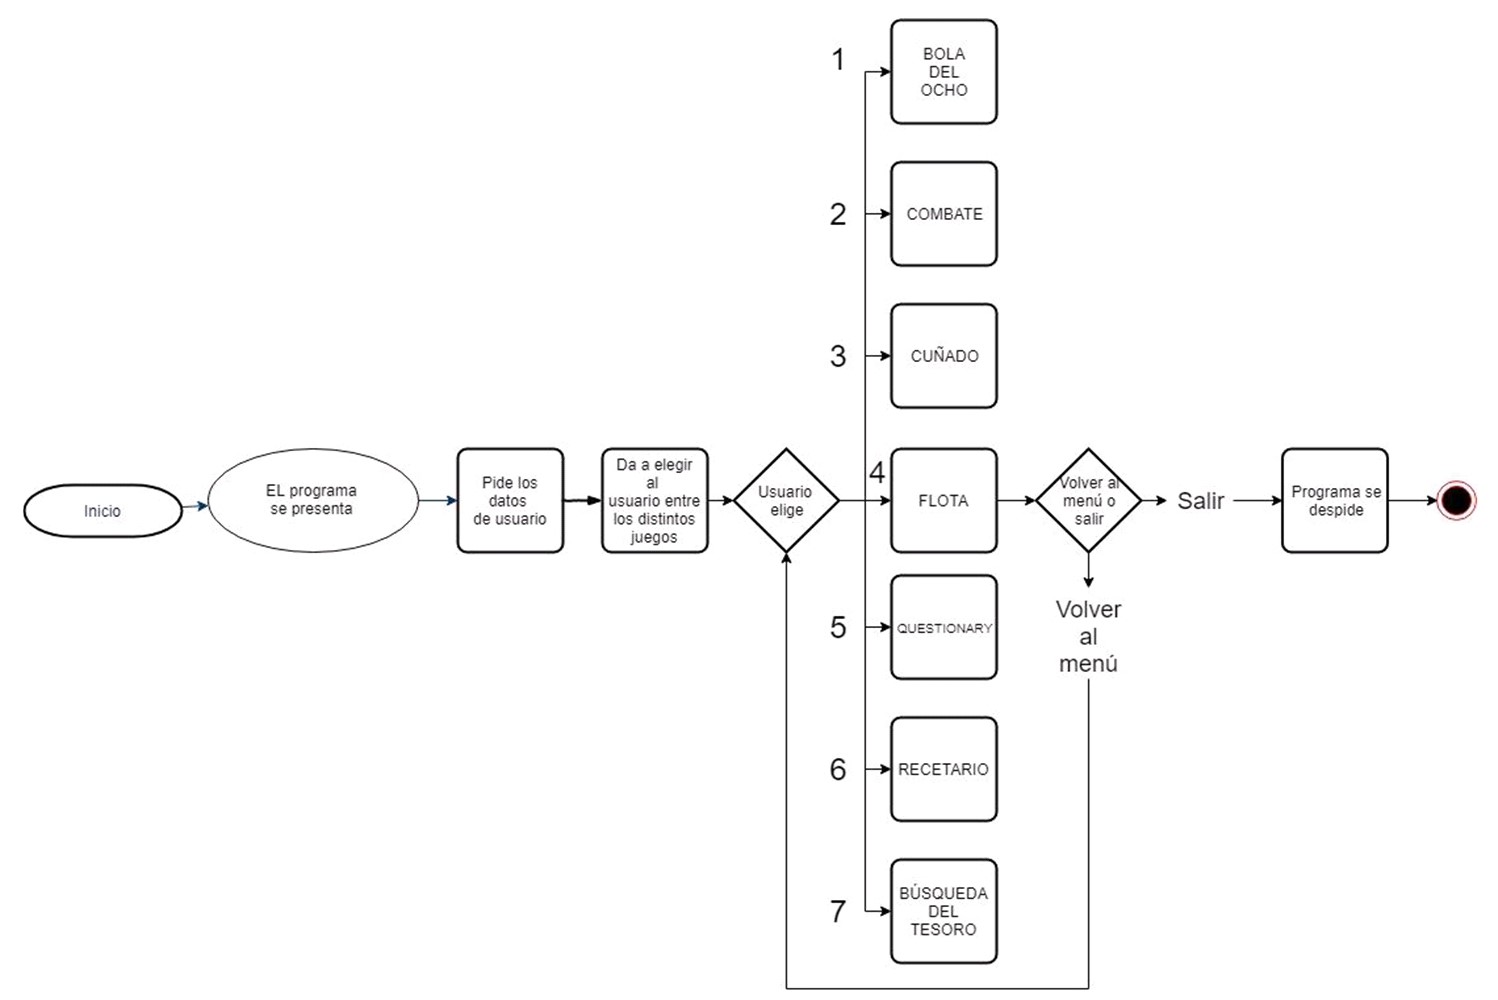 Inicio
EL programa
se presenta
Pide los
datos
de usuario
Da a elegir
al
usuario entre
los distintos
juegos
Usuario
elige
1
BOLA
DEL
OCHO
2
COMBATE
3
CUÑADO
4
FLOTA
5
QUESTIONARY
6
RECETARIO
7
BÚSQUEDA
DEL
TESORO
Volver al
menú o
salir
Salir
Volver
al
menú
Programa se
despide